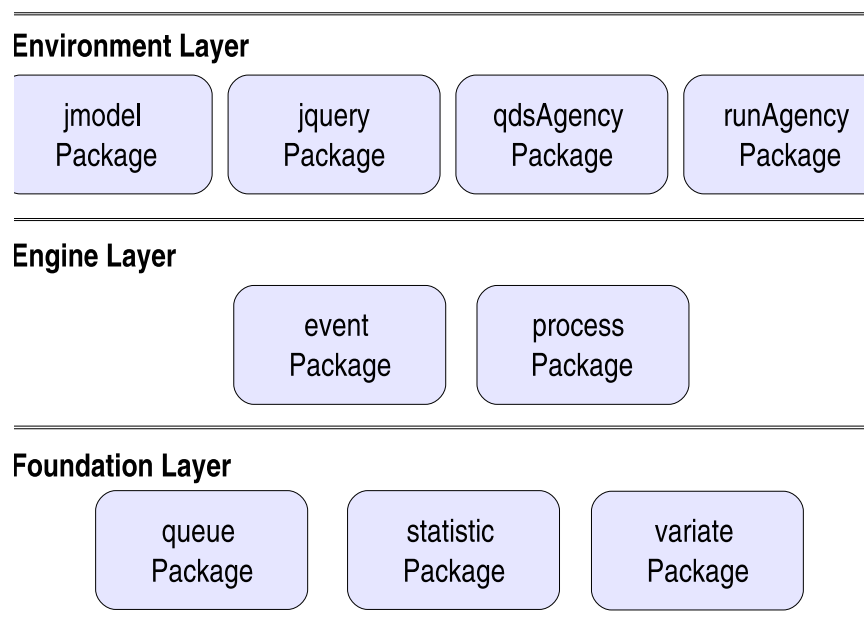 Environment Layer
jmodel
Package
jquery
Package
qdsAgency
Package
runAgency
Package
Engine Layer
event
Package
process
Package
Foundation Layer
queue
Package
statistic
Package
variate
Package